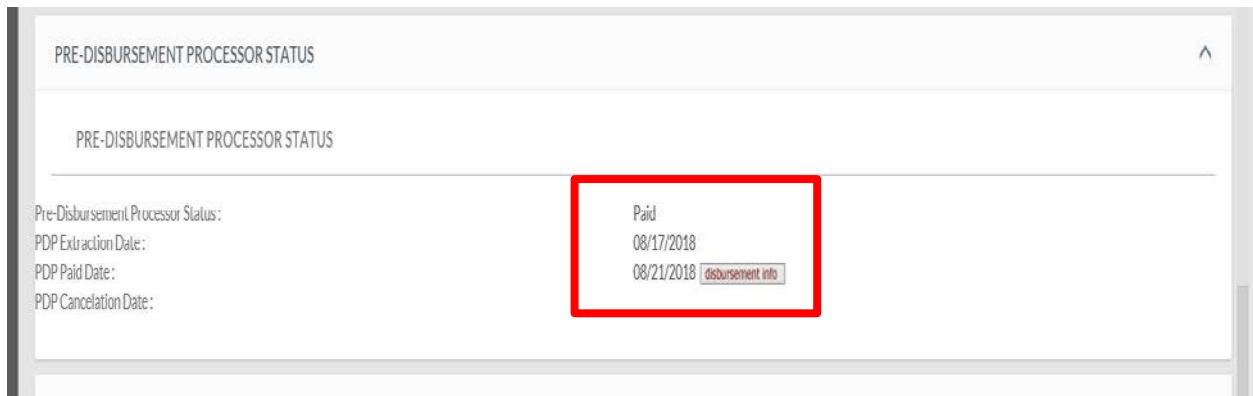 PRE-DISBURSEMENT PROCESSOR STATUS
PRE-DISBURSEMENT PROCESSOR STATUS
Pre-Disbursement Processor Status: Paid
PDP Extraction Date: 08/17/2018
PDP Paid Date: 08/21/2018 disbursement info
PDP Cancelation Date: